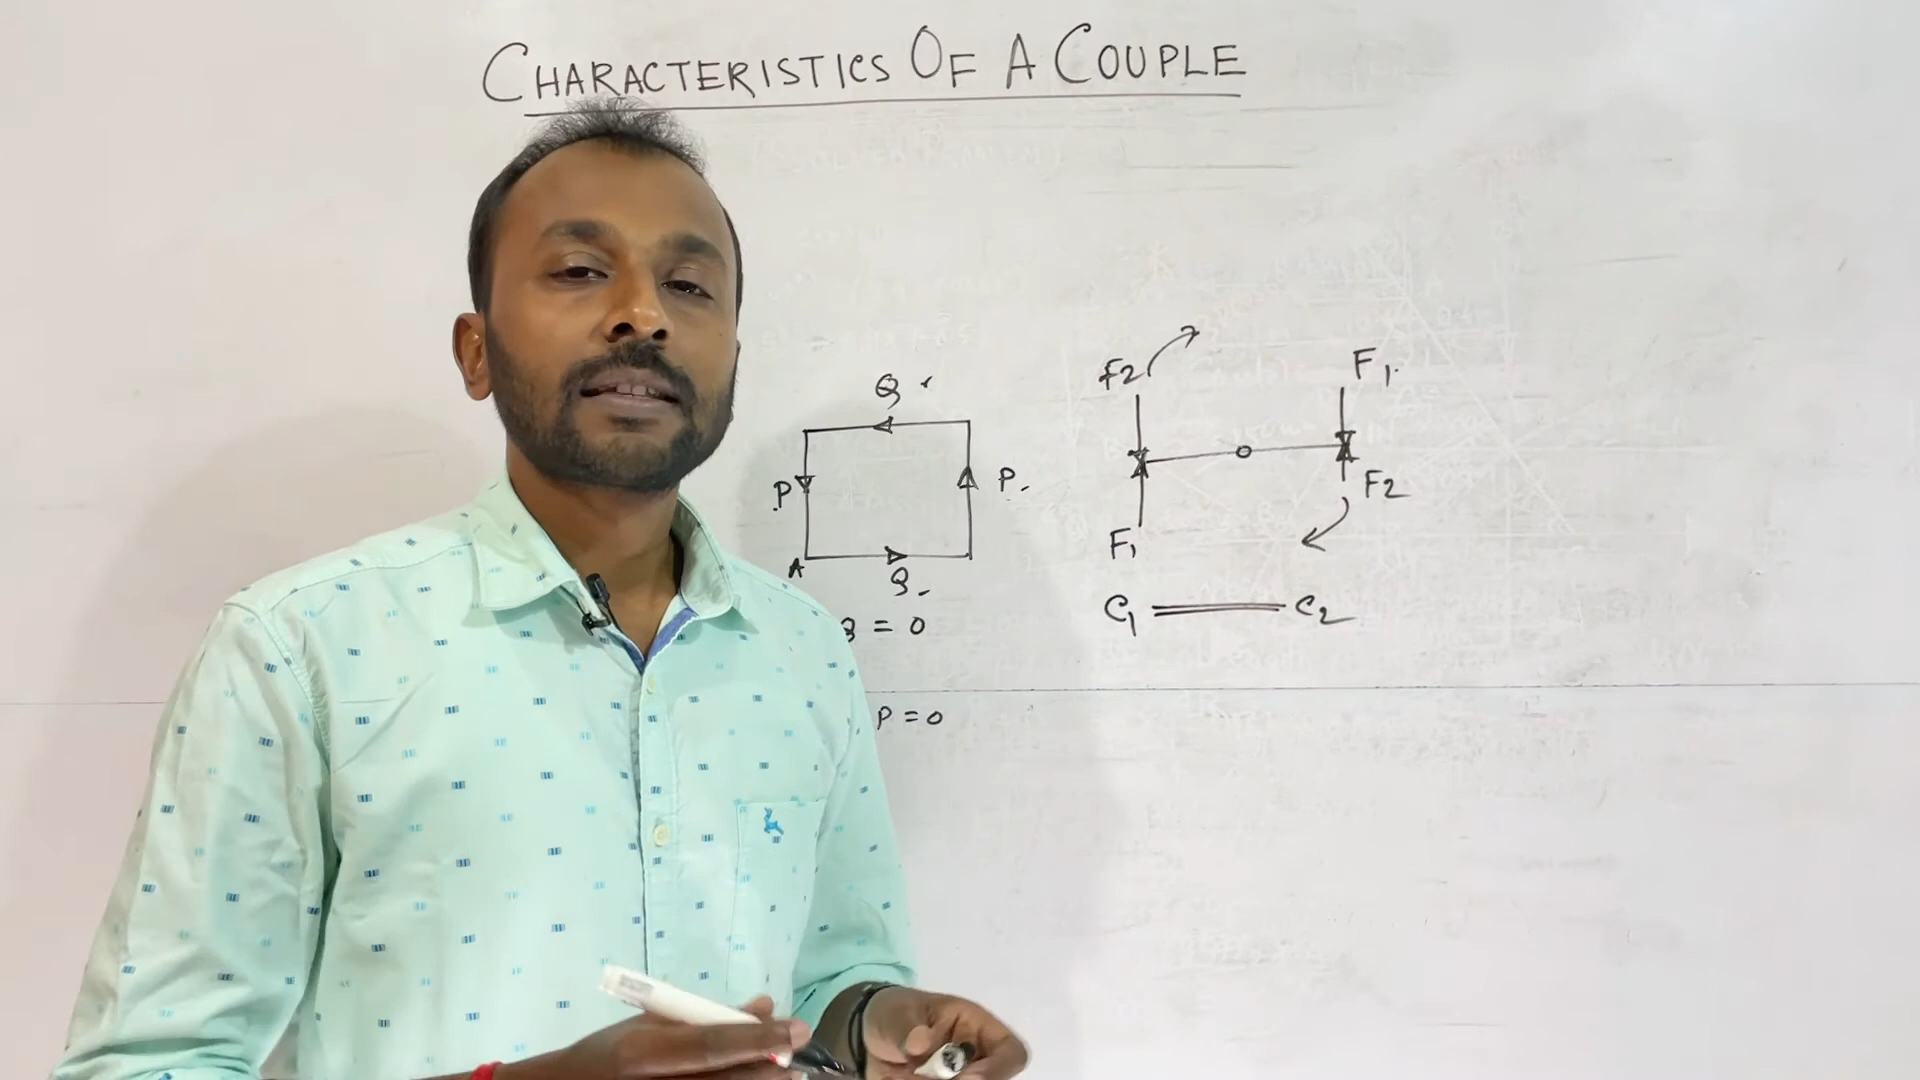 CHARACTERISTICS OF A COUPLE
Q
P
P
A
Q
= 0
P = 0
F2
F1
F2
F1
C1 C2